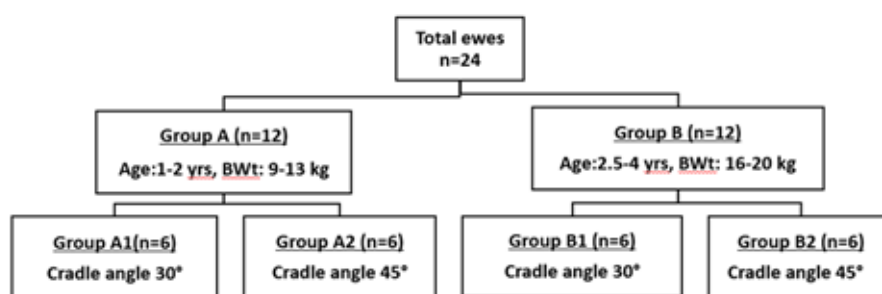 Total ewes
n=24
Group A (n=12)
Age:1-2 yrs, BWt: 9-13 kg
Group B (n=12)
Age:2.5-4 yrs, BWt: 16-20 kg
Group A1(n=6)
Cradle angle 30°
Group A2 (n=6)
Cradle angle 45°
Group B1 (n=6)
Cradle angle 30°
Group B2 (n=6)
Cradle angle 45°